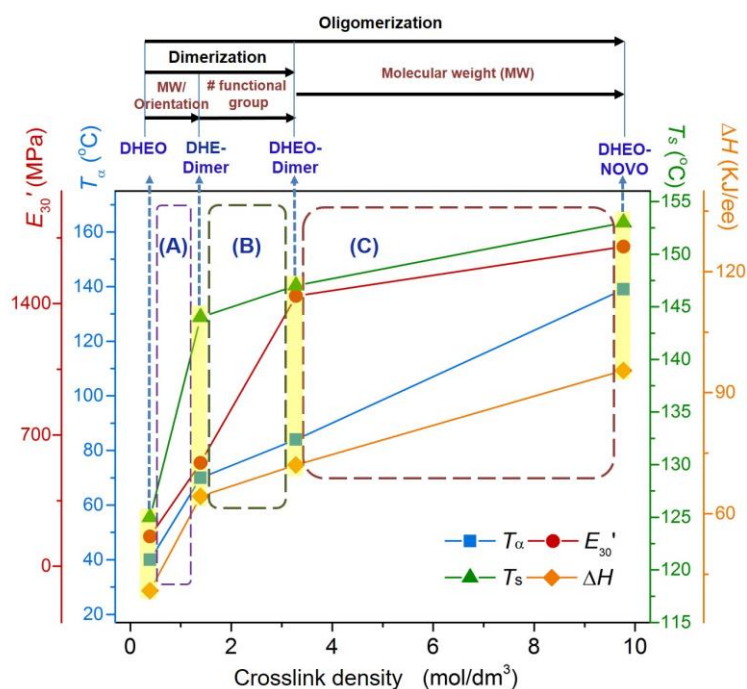 Oligomerization
Dimerization
MW/
Orientation
# functional
group
Molecular weight (MW)
DHEO
DHE-
Dimer
DHEO-
Dimer
DHEO-
NOVO
E30' (MPa)
Tα (°C)
Ts (°C)
ΔH (KJ/ee)
(A)
(B)
(C)
1400
700
0
160
140
120
100
80
60
40
20
155
150
145
140
135
130
125
120
115
120
90
60
Tα
E30'
Ts
ΔH
0
2
4
6
8
10
Crosslink density (mol/dm³)